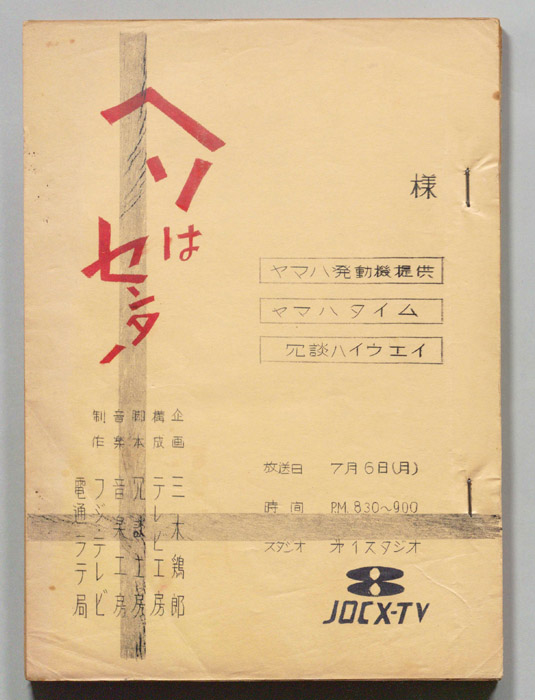 様
ヤマハ発動機提供
ヤマハタイム
冗談ハイウエイ
ヘソ
は
センター
企画 三木鶏郎
構成 テレビ工房
脚本 冗談工房
音楽 音楽工房
制作 フジ・テレビ
電通ラテ局
放送日 7月6日(月)
時間 P.M. 8.30～9.00
スタジオ 才1スタジオ
JOCX-TV